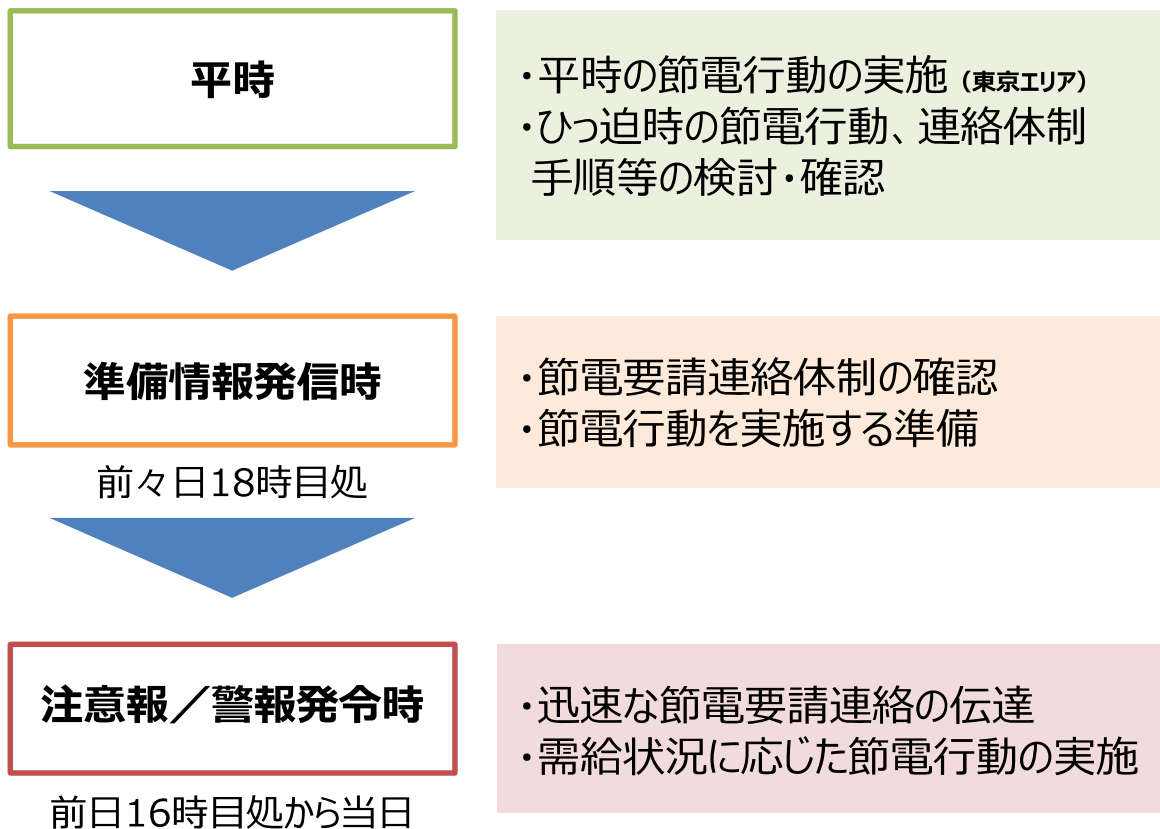 平時
・平時の節電行動の実施（東京エリア）
・ひっ迫時の節電行動、連絡体制
手順等の検討・確認
準備情報発信時
前々日18時目処
・節電要請連絡体制の確認
・節電行動を実施する準備
注意報／警報発令時
前日16時目処から当日
・迅速な節電要請連絡の伝達
・需給状況に応じた節電行動の実施